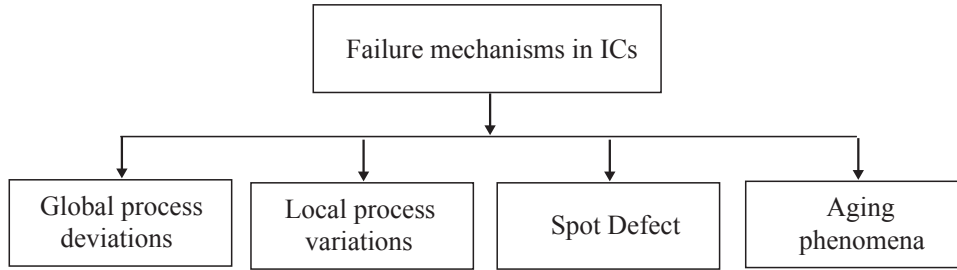 Failure mechanisms in ICs
Global process
deviations
Local process
variations
Spot Defect
Aging
phenomena